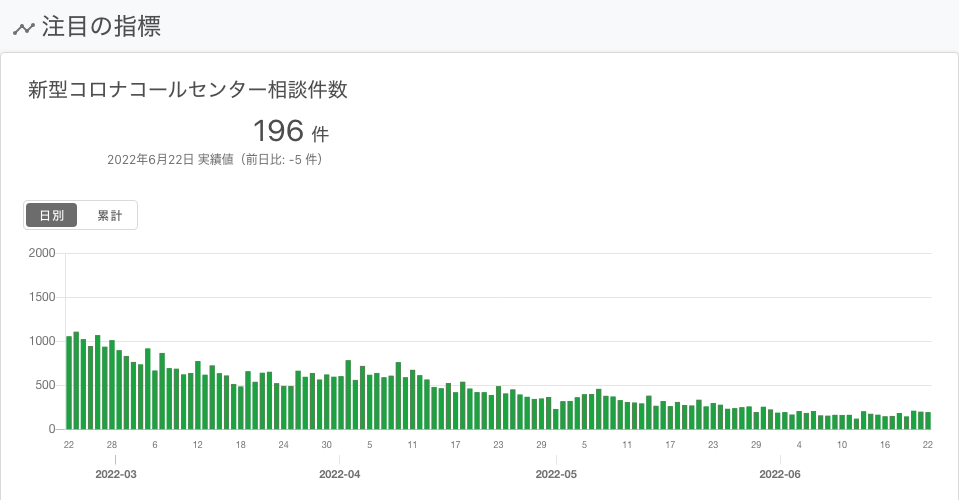 注目の指標
新型コロナコールセンター相談件数
196 件
2022年6月22日 実績値（前日比: -5 件）
日別 累計
2000
1500
1000
500
0
22 28 6 12 18 24 30 5 11 17 23 29 5 11 17 23 29 4 10 16 22
2022-03 2022-04 2022-05 2022-06